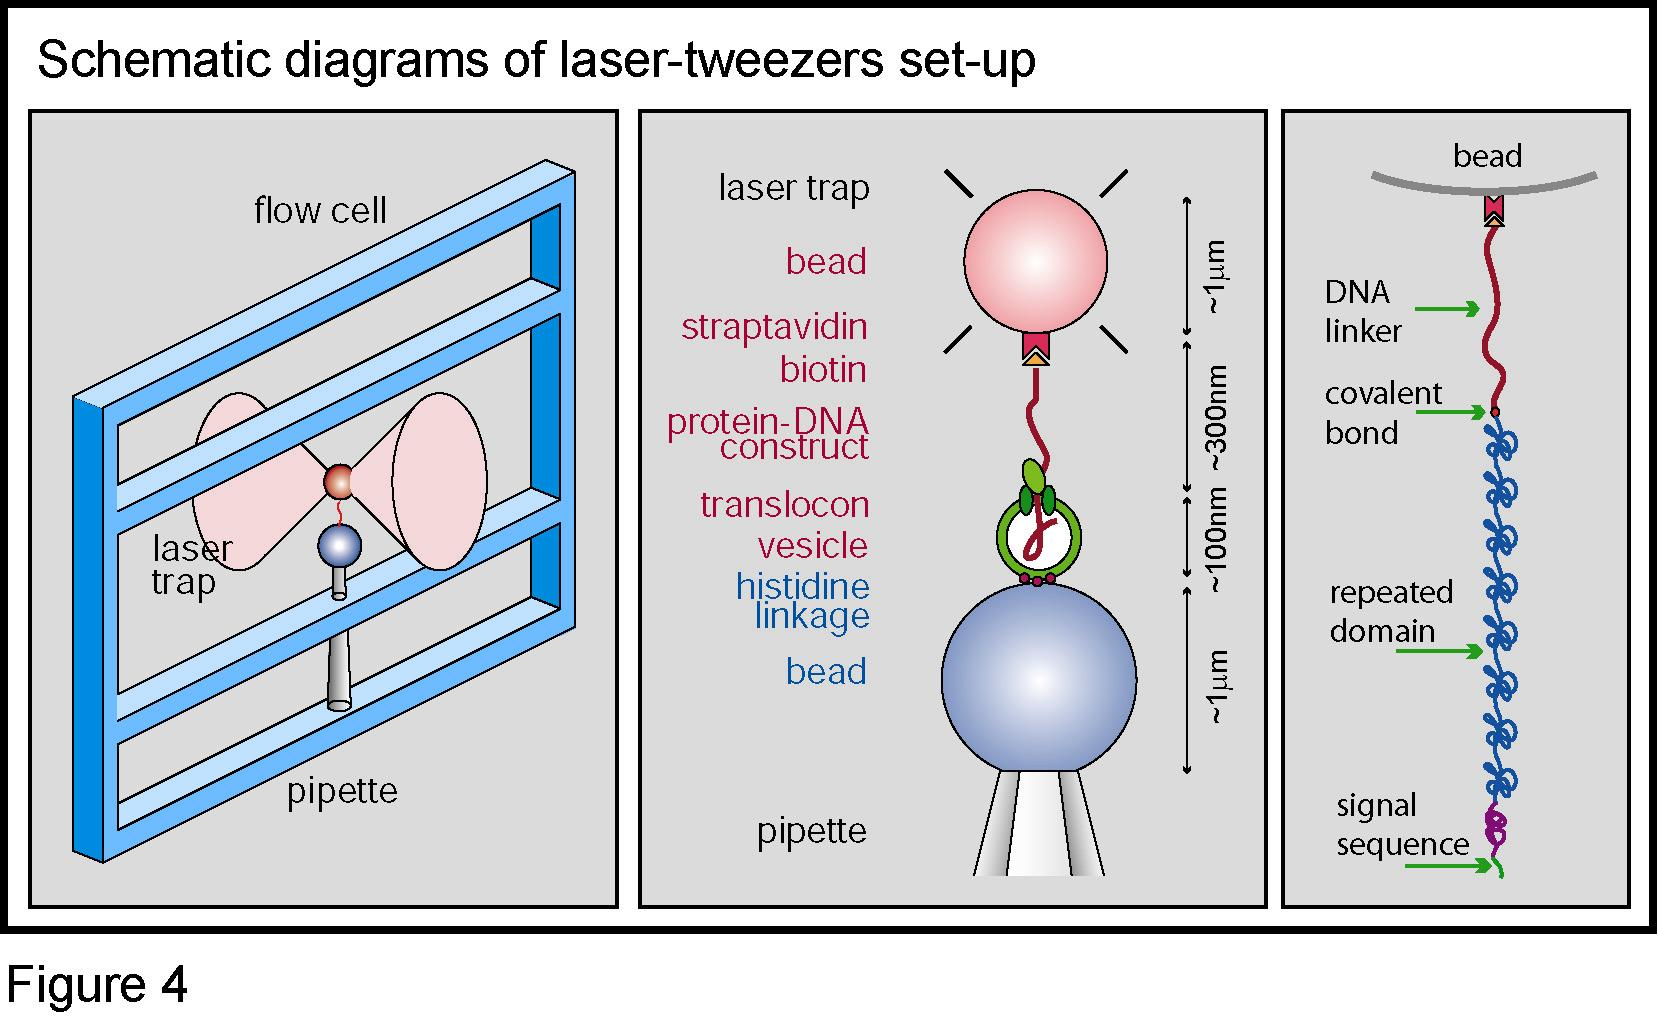 Schematic diagrams of laser-tweezers set-up
flow cell
laser
trap
pipette
laser trap
bead
straptavidin
biotin
protein-DNA
construct
translocon
vesicle
histidine
linkage
bead
pipette
~1µm
~300nm
~100nm
~1µm
bead
DNA
linker
covalent
bond
repeated
domain
signal
sequence
Figure 4